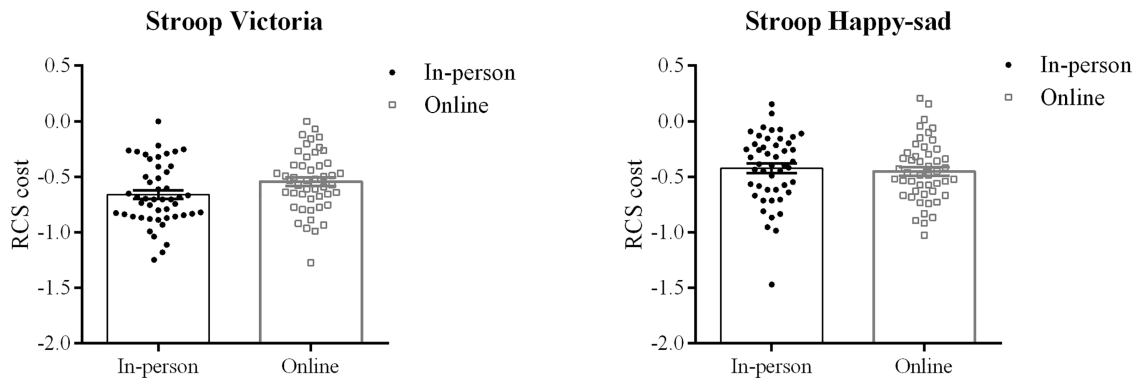 Stroop Victoria
In-person
Online
RCS cost
0.5
0.0
-0.5
-1.0
-1.5
-2.0
In-person
Online
Stroop Happy-sad
In-person
Online
RCS cost
0.5
0.0
-0.5
-1.0
-1.5
-2.0
In-person
Online